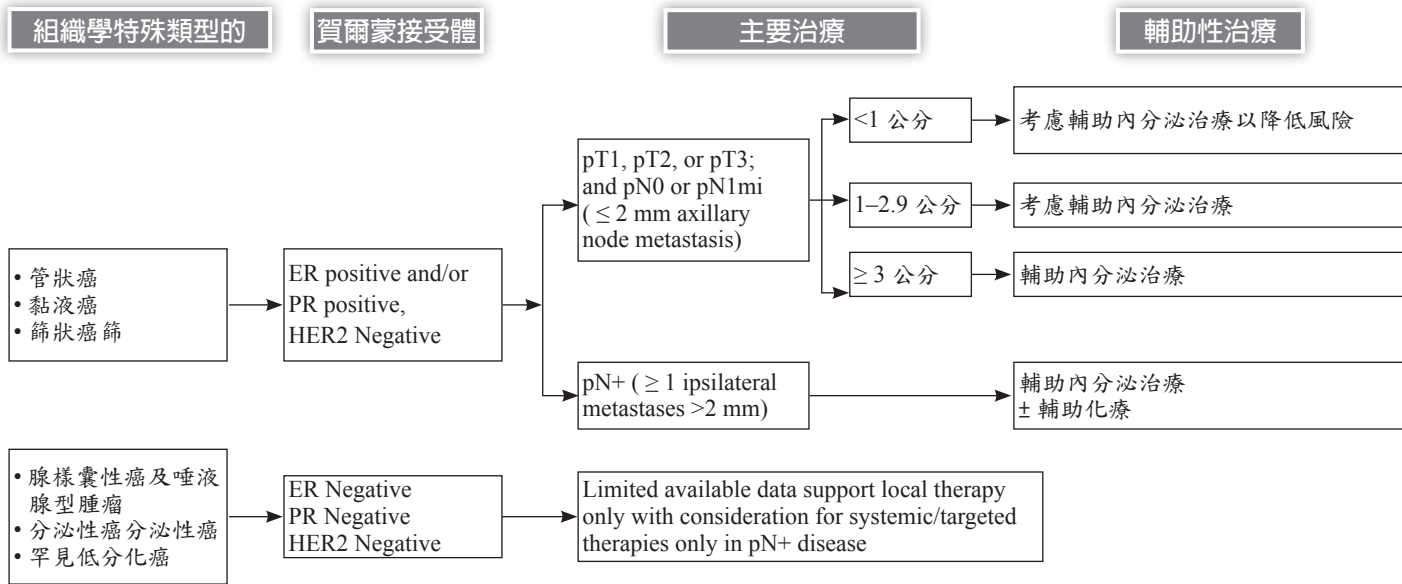 組織學特殊類型的
賀爾蒙接受體
主要治療
輔助性治療
• 管狀癌
• 黏液癌
• 篩狀癌篩
ER positive and/or
PR positive,
HER2 Negative
pT1, pT2, or pT3;
and pN0 or pN1mi
( ≤ 2 mm axillary
node metastasis)
<1 公分
考慮輔助內分泌治療以降低風險
1–2.9 公分
考慮輔助內分泌治療
≥ 3 公分
輔助內分泌治療
pN+ ( ≥ 1 ipsilateral
metastases >2 mm)
輔助內分泌治療
± 輔助化療
• 腺樣囊性癌及唾液
腺型腫瘤
• 分泌性癌分泌性癌
• 罕見低分化癌
ER Negative
PR Negative
HER2 Negative
Limited available data support local therapy
only with consideration for systemic/targeted
therapies only in pN+ disease